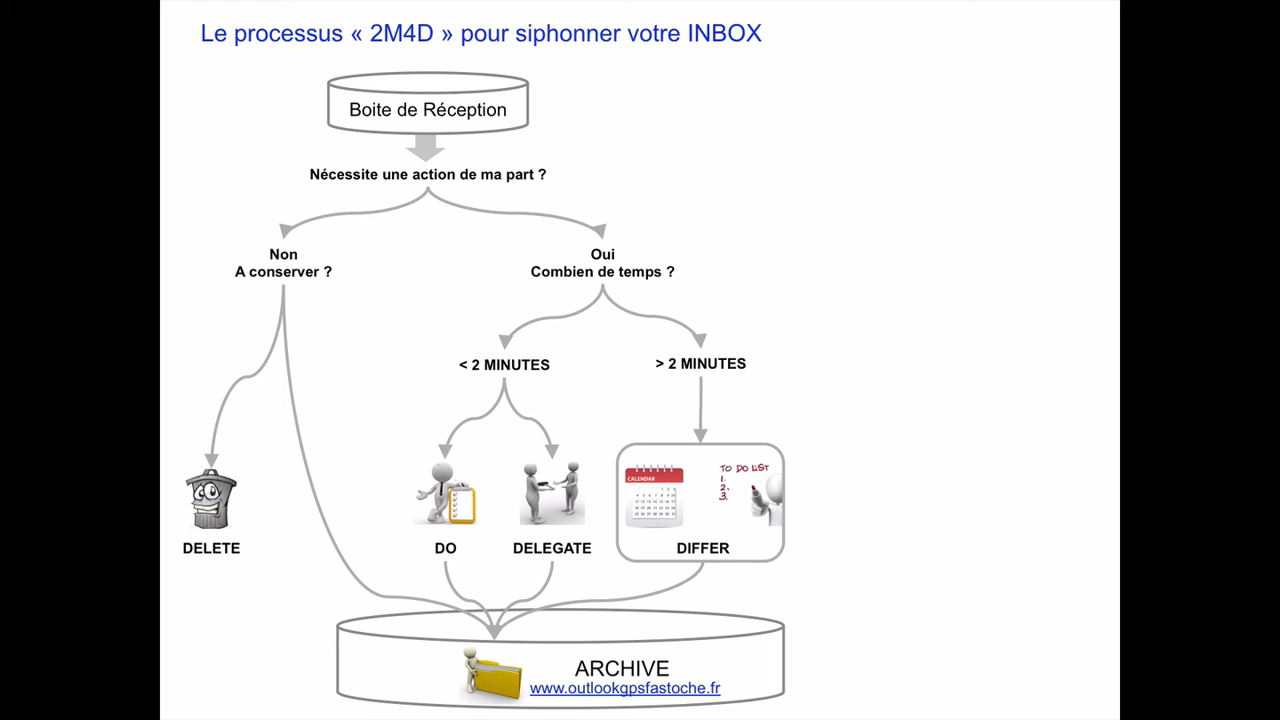 Le processus « 2M4D » pour siphonner votre INBOX
Boite de Réception
Nécessite une action de ma part ?
Non
A conserver ?
Oui
Combien de temps ?
< 2 MINUTES
> 2 MINUTES
CALENDAR
TO DO LIST
1.
2.
3.
DELETE
DO
DELEGATE
DIFFER
ARCHIVE
www.outlookgpsfastoche.fr